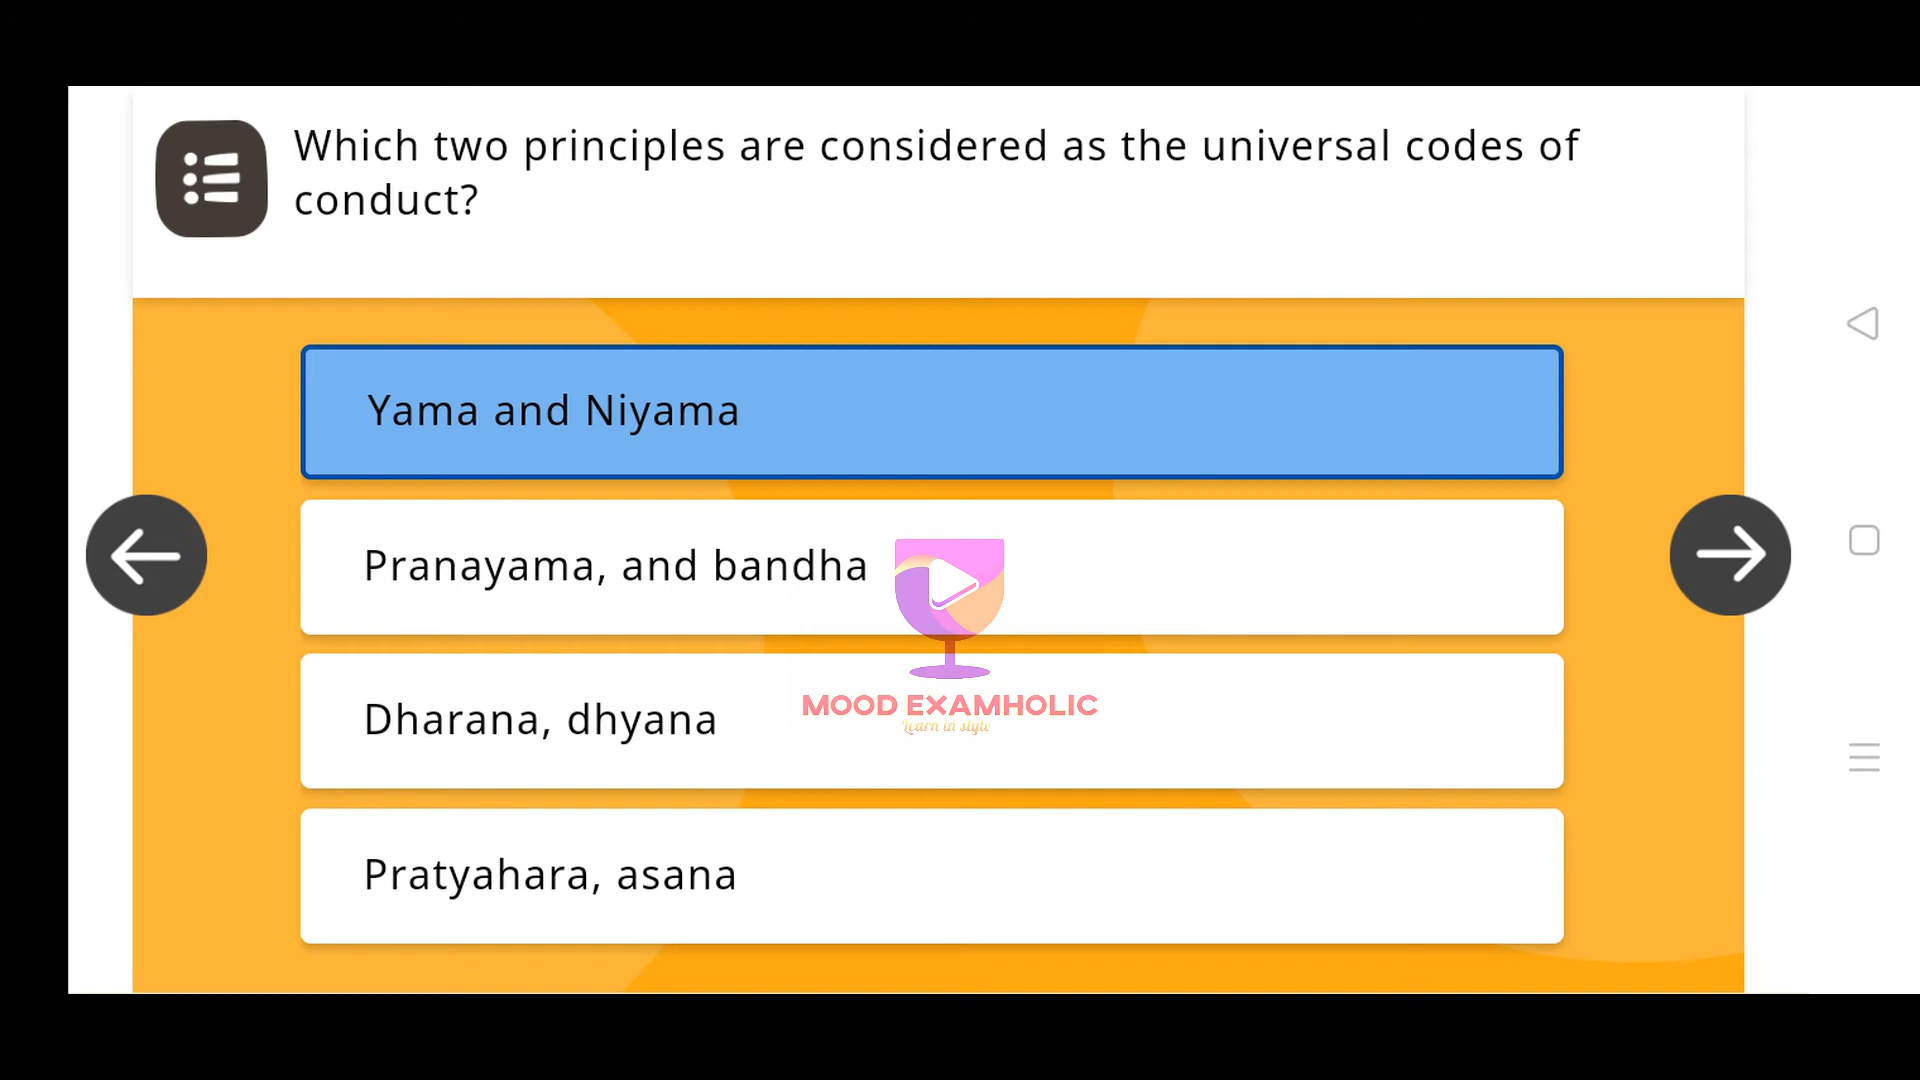 Which two principles are considered as the universal codes of
conduct?
Yama and Niyama
Pranayama, and bandha
Dharana, dhyana
MOOD EXAMHOLIC
Learn in style
Pratyahara, asana